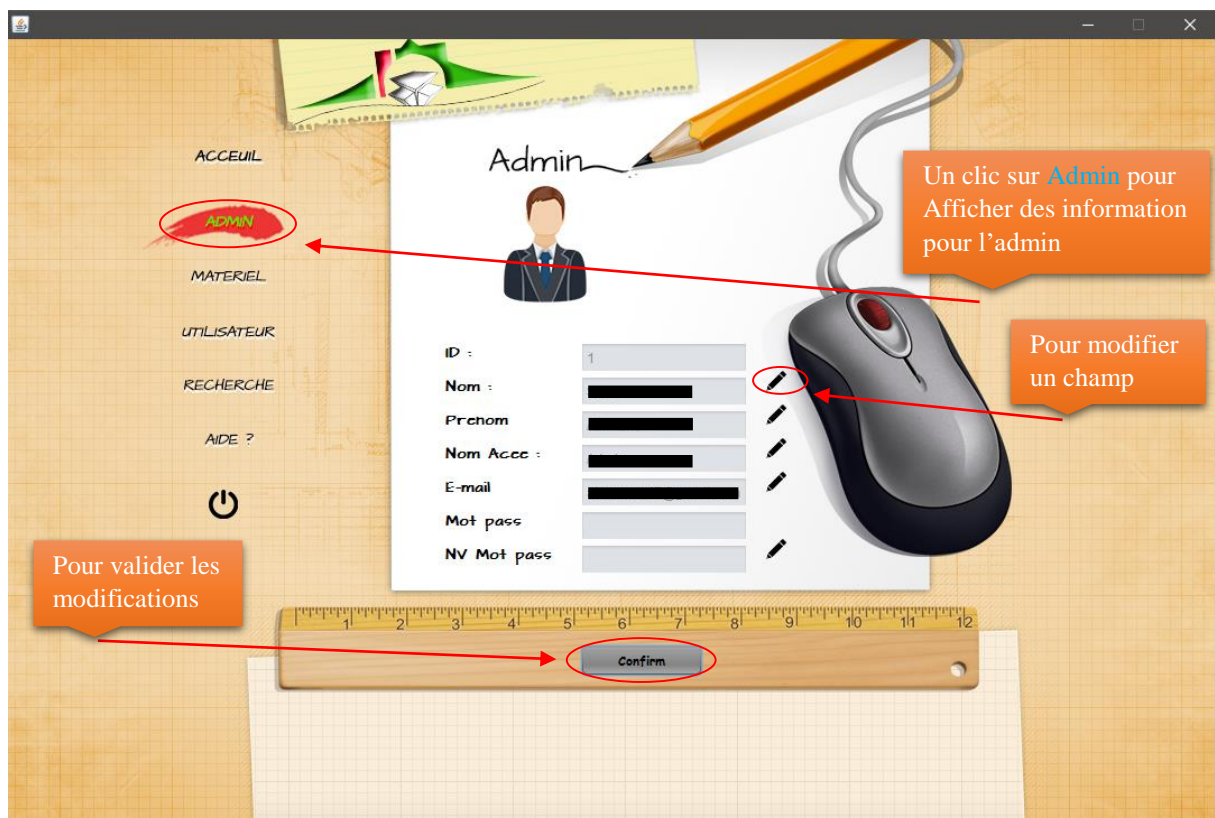 ACCEUIL
ADMIN
MATERIEL
UTILISATEUR
RECHERCHE
AIDE ?
Admin
Un clic sur Admin pour
Afficher des information
pour l’admin
Pour modifier
un champ
ID :
1
Nom :
Prenom
Nom Acee :
E-mail
Mot pass
NV Mot pass
Pour valider les
modifications
1 2 3 4 5 6 7 8 9 10 11 12
Confirm